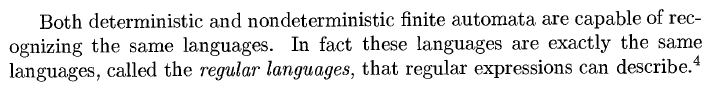 Both deterministic and nondeterministic finite automata are capable of rec-
ognizing the same languages. In fact these languages are exactly the same
languages, called the regular languages, that regular expressions can describe.⁴